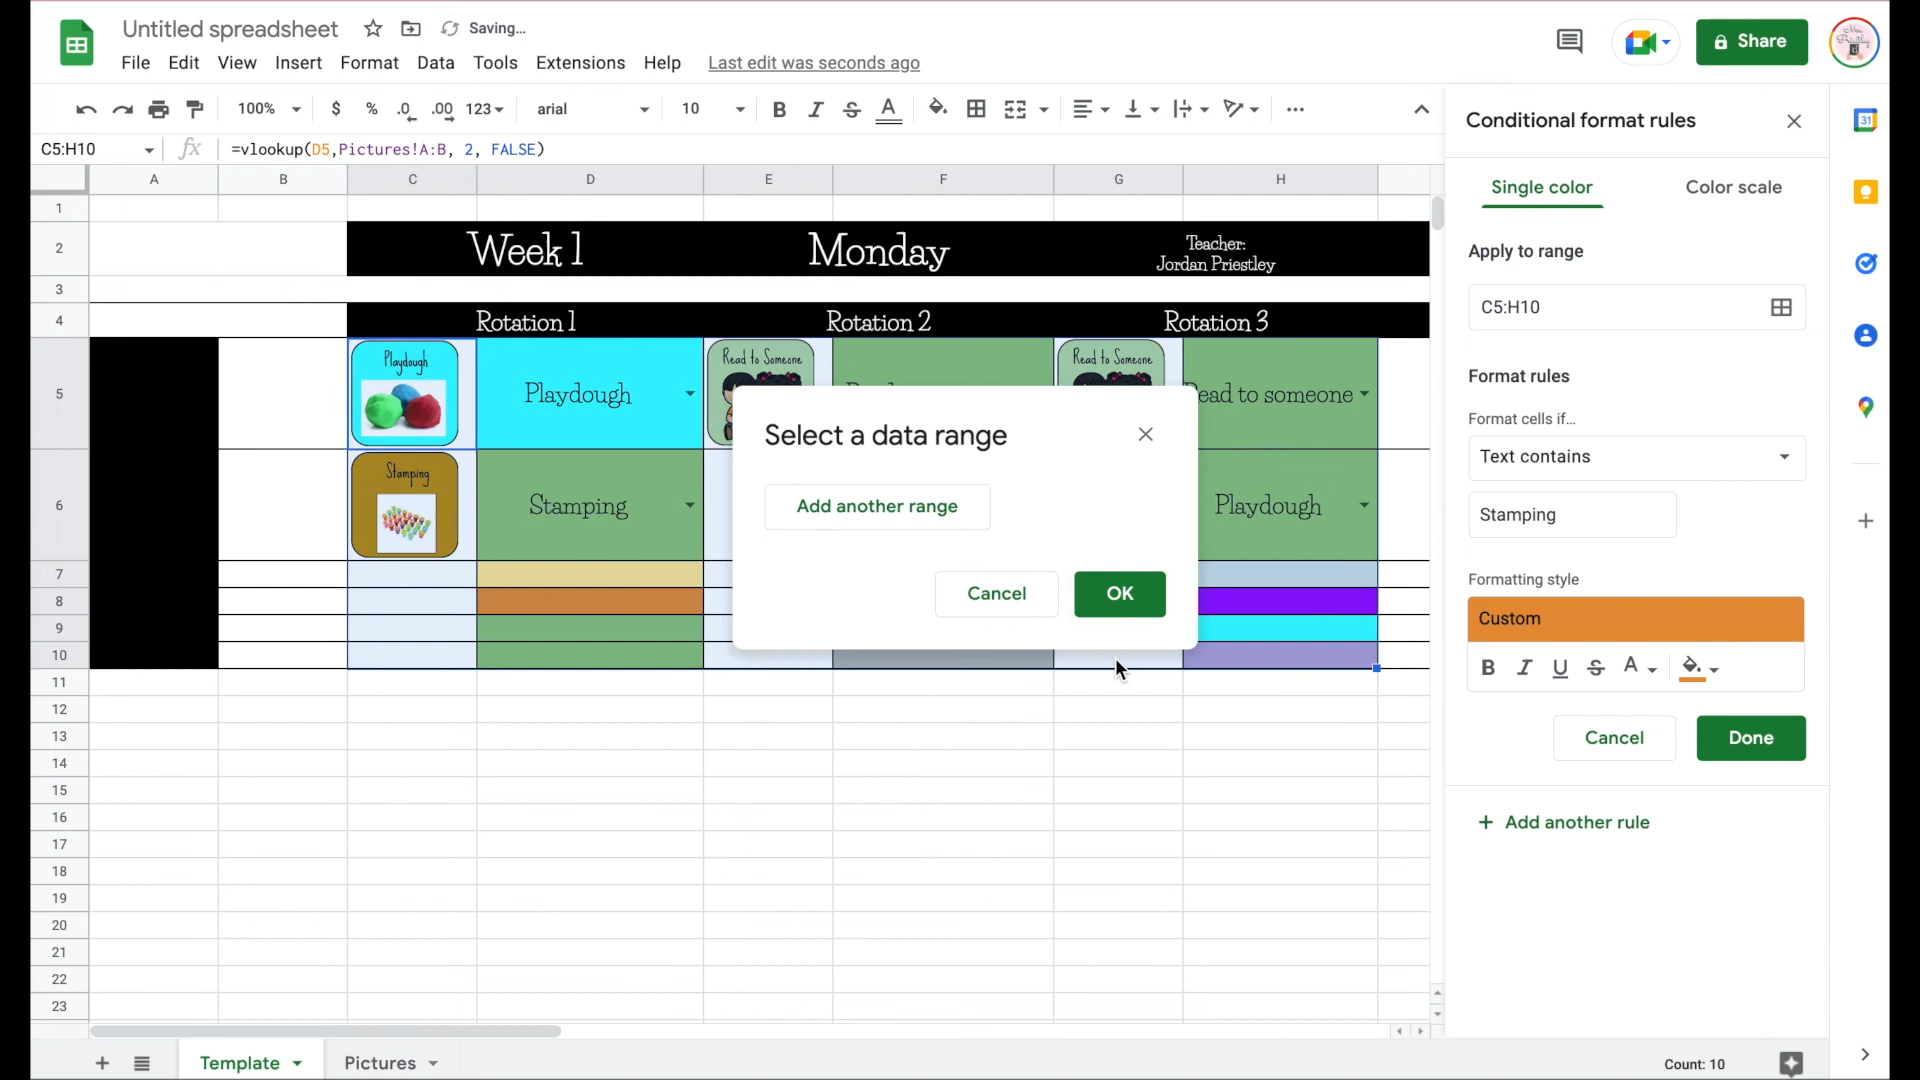 Untitled spreadsheet Saving...
File Edit View Insert Format Data Tools Extensions Help Last edit was seconds ago
Share
100% $ % .0 .00 123 arial 10 B I S A
C5:H10 fx =vlookup(D5,Pictures!A:B, 2, FALSE)
A B C D E F G H
1
2 Week 1 Monday Teacher:
Jordan Priestley
3
4 Rotation 1 Rotation 2 Rotation 3
5 Playdough Playdough Read to Someone Read to Someone ead to someone
6 Stamping Stamping Playdough
7
8
9
10
11
12
13
14
15
16
17
18
19
20
21
22
23
Select a data range
Add another range
Cancel OK
Conditional format rules
Single color Color scale
Apply to range
C5:H10
Format rules
Format cells if...
Text contains
Stamping
Formatting style
Custom
B I U S A
Cancel Done
+ Add another rule
31
Template Pictures
Count: 10